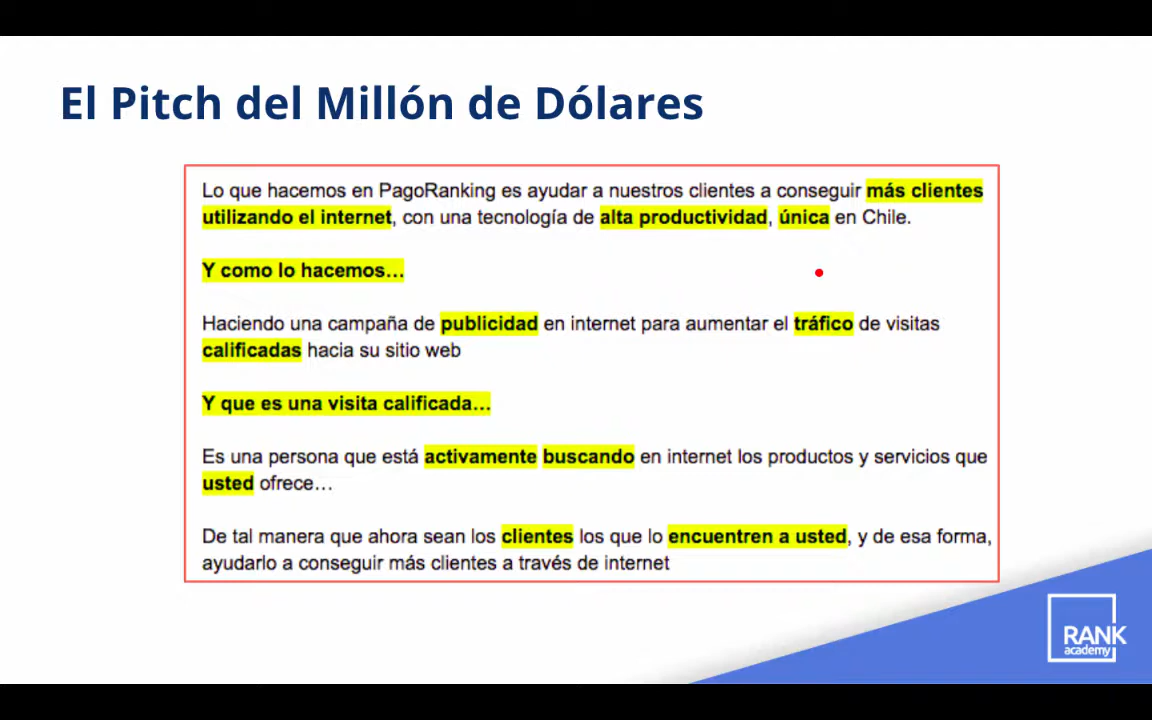 El Pitch del Millón de Dólares
Lo que hacemos en PagoRanking es ayudar a nuestros clientes a conseguir más clientes
utilizando el internet, con una tecnología de alta productividad, única en Chile.
Y como lo hacemos…
Haciendo una campaña de publicidad en internet para aumentar el tráfico de visitas
calificadas hacia su sitio web
Y que es una visita calificada…
Es una persona que está activamente buscando en internet los productos y servicios que
usted ofrece…
De tal manera que ahora sean los clientes los que lo encuentren a usted, y de esa forma,
ayudarlo a conseguir más clientes a través de internet
RANK
academy